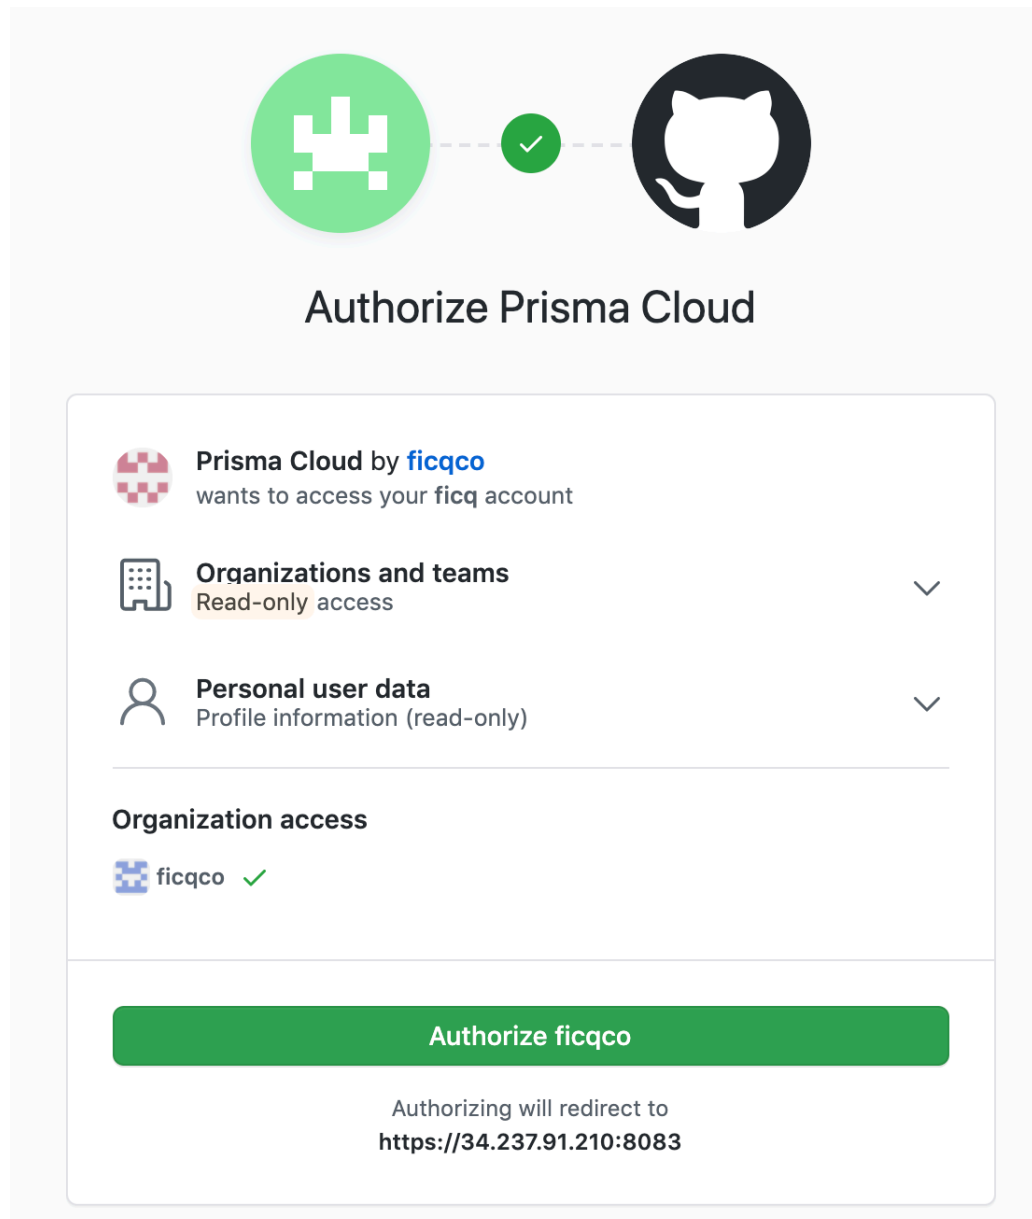 Authorize Prisma Cloud
Prisma Cloud by ficqco
wants to access your ficq account
Organizations and teams
Read-only access
Personal user data
Profile information (read-only)
Organization access
ficqco
Authorize ficqco
Authorizing will redirect to
https://34.237.91.210:8083